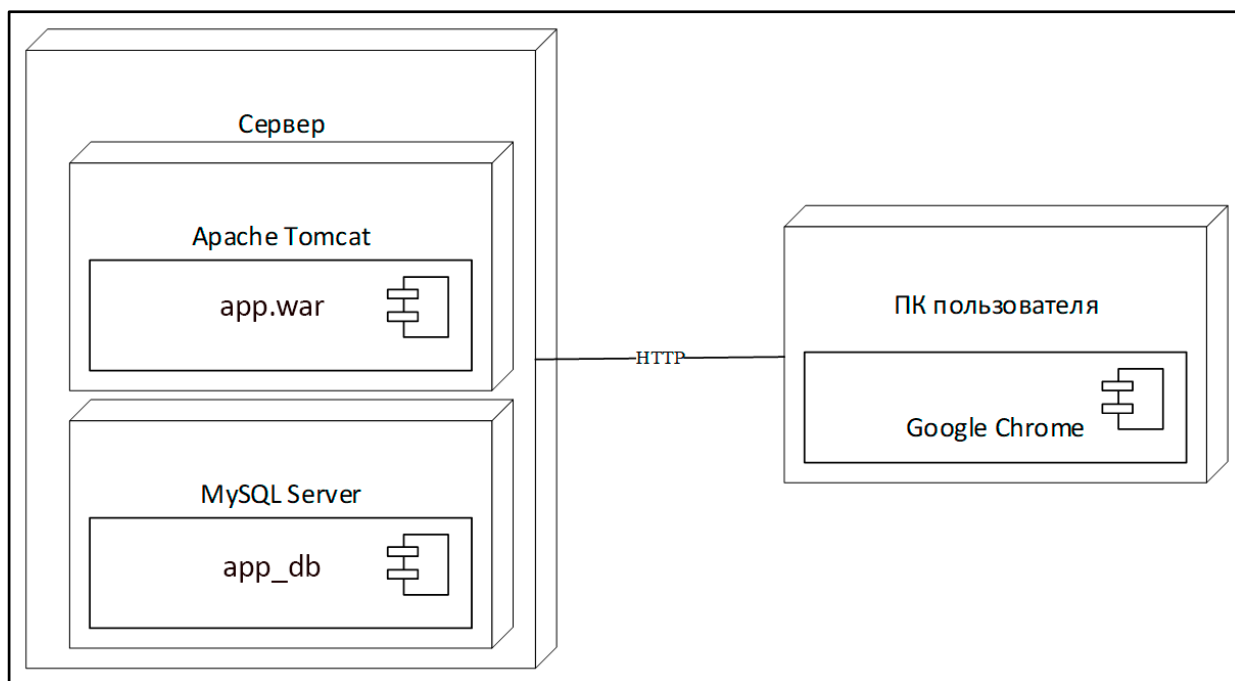 Сервер
Apache Tomcat
app.war
MySQL Server
app_db
HTTP
ПК пользователя
Google Chrome